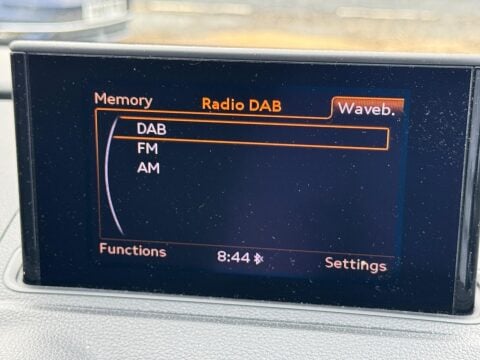 Memory
Radio DAB
Waveb.
DAB
FM
AM
Functions
8:44
Settings